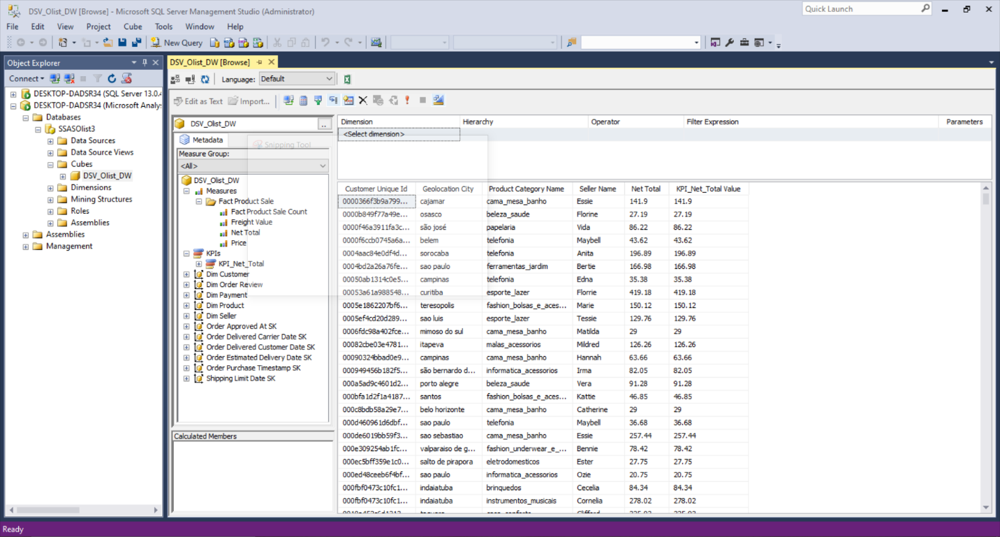 DSV_Olist_DW [Browse] - Microsoft SQL Server Management Studio (Administrator)
Quick Launch
File Edit View Project Cube Tools Window Help
New Query
Object Explorer
DSV_Olist_DW [Browse]
Connect
Language: Default
DESKTOP-DADSR34 (SQL Server 13.0.4
DESKTOP-DADSR34 (Microsoft Analy
Databases
SSASOlist3
Data Sources
Data Source Views
Cubes
DSV_Olist_DW
Dimensions
Mining Structures
Roles
Assemblies
Assemblies
Management
Edit as Text Import...
DSV_Olist_DW ..
Metadata
Snipping Tool
Measure Group:
<All>
DSV_Olist_DW
Measures
Fact Product Sale
Fact Product Sale Count
Freight Value
Net Total
Price
KPIs
KPI_Net_Total
Dim Customer
Dim Order Review
Dim Payment
Dim Product
Dim Seller
Order Approved At SK
Order Delivered Carrier Date SK
Order Delivered Customer Date SK
Order Estimated Delivery Date SK
Order Purchase Timestamp SK
Shipping Limit Date SK
Calculated Members
Dimension Hierarchy Operator Filter Expression Parameters
<Select dimension>
Customer Unique Id Geolocation City Product Category Name Seller Name Net Total KPI_Net_Total Value
0000366f3b9a799... cajamar cama_mesa_banho Essie 141.9 141.9
0000b849f77a49e... osasco beleza_saude Florine 27.19 27.19
0000f46a3911fa3c... são josé papelaria Vida 86.22 86.22
0000f6ccb0745a6a... belem telefonia Maybell 43.62 43.62
0004aac84e0df4d... sorocaba telefonia Anita 196.89 196.89
0004bd2a26a76fe... sao paulo ferramentas_jardim Bertie 166.98 166.98
00050ab1314c0e5... campinas telefonia Edna 35.38 35.38
00053a61a988548... curitiba esporte_lazer Florrie 419.18 419.18
0005e1862207bf6... teresopolis fashion_bolsas_e_aces... Marie 150.12 150.12
0005ef4cd20d289... sao luis esporte_lazer Tessie 129.76 129.76
0006fdc98a402fce... mimoso do sul cama_mesa_banho Matilda 29 29
00082cbe03e4781... itapeva malas_acessorios Mildred 126.26 126.26
00090324bbad0e9... campinas cama_mesa_banho Hannah 63.66 63.66
000949456b182f5... são bernardo d... informatica_acessorios Irma 82.05 82.05
000a5ad9c4601d2... porto alegre beleza_saude Vera 91.28 91.28
000bfa1d2f1a4187... santos fashion_bolsas_e_aces... Kattie 46.85 46.85
000c8bdb58a29e7... belo horizonte cama_mesa_banho Catherine 29 29
000d460961d6dbf... sao paulo telefonia Maybell 36.68 36.68
000de6019bb59f3... sao sebastiao cama_mesa_banho Essie 257.44 257.44
000e309254ab1fc... valparaiso de g... fashion_underwear_e_... Bennie 78.42 78.42
000ec5bff359e1c0... salto de pirapora eletrodomesticos Ester 27.75 27.75
000ed48ceeb6f4bf... sao paulo informatica_acessorios Ozie 20.75 20.75
000fbf0473c10fc1... indaiatuba brinquedos Cecelia 84.34 84.34
000fbf0473c10fc1... indaiatuba instrumentos_musicais Cornelia 278.02 278.02
Ready